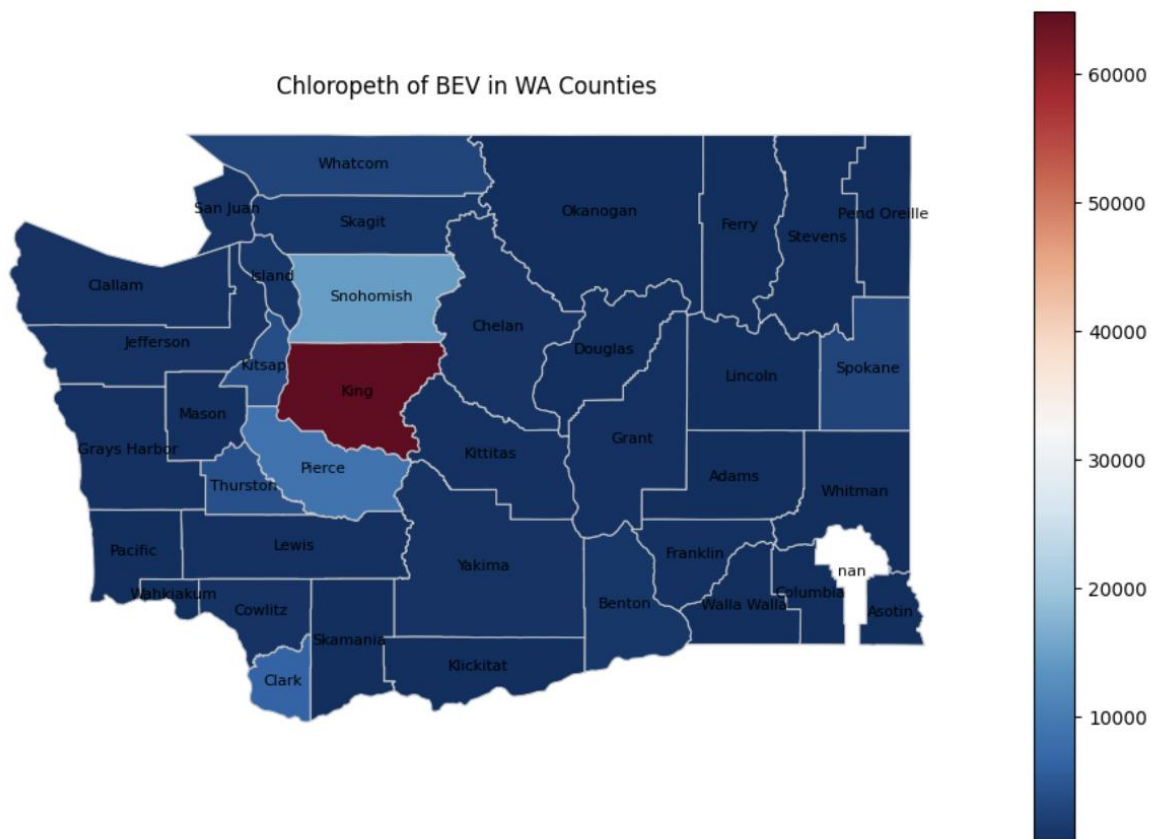 Chloropeth of BEV in WA Counties
60000
50000
40000
30000
20000
10000
Whatcom
San Juan
Skagit
Okanogan
Ferry
Stevens
Pend Oreille
Clallam
Island
Snohomish
Jefferson
Kitsap
King
Chelan
Douglas
Lincoln
Spokane
Mason
Grays Harbor
Pierce
Thurston
Kittitas
Grant
Adams
Whitman
Pacific
Lewis
Yakima
Franklin
nan
Wahkiakum
Cowlitz
Skamania
Benton
Walla Walla
Columbia
Asotin
Clark
Klickitat